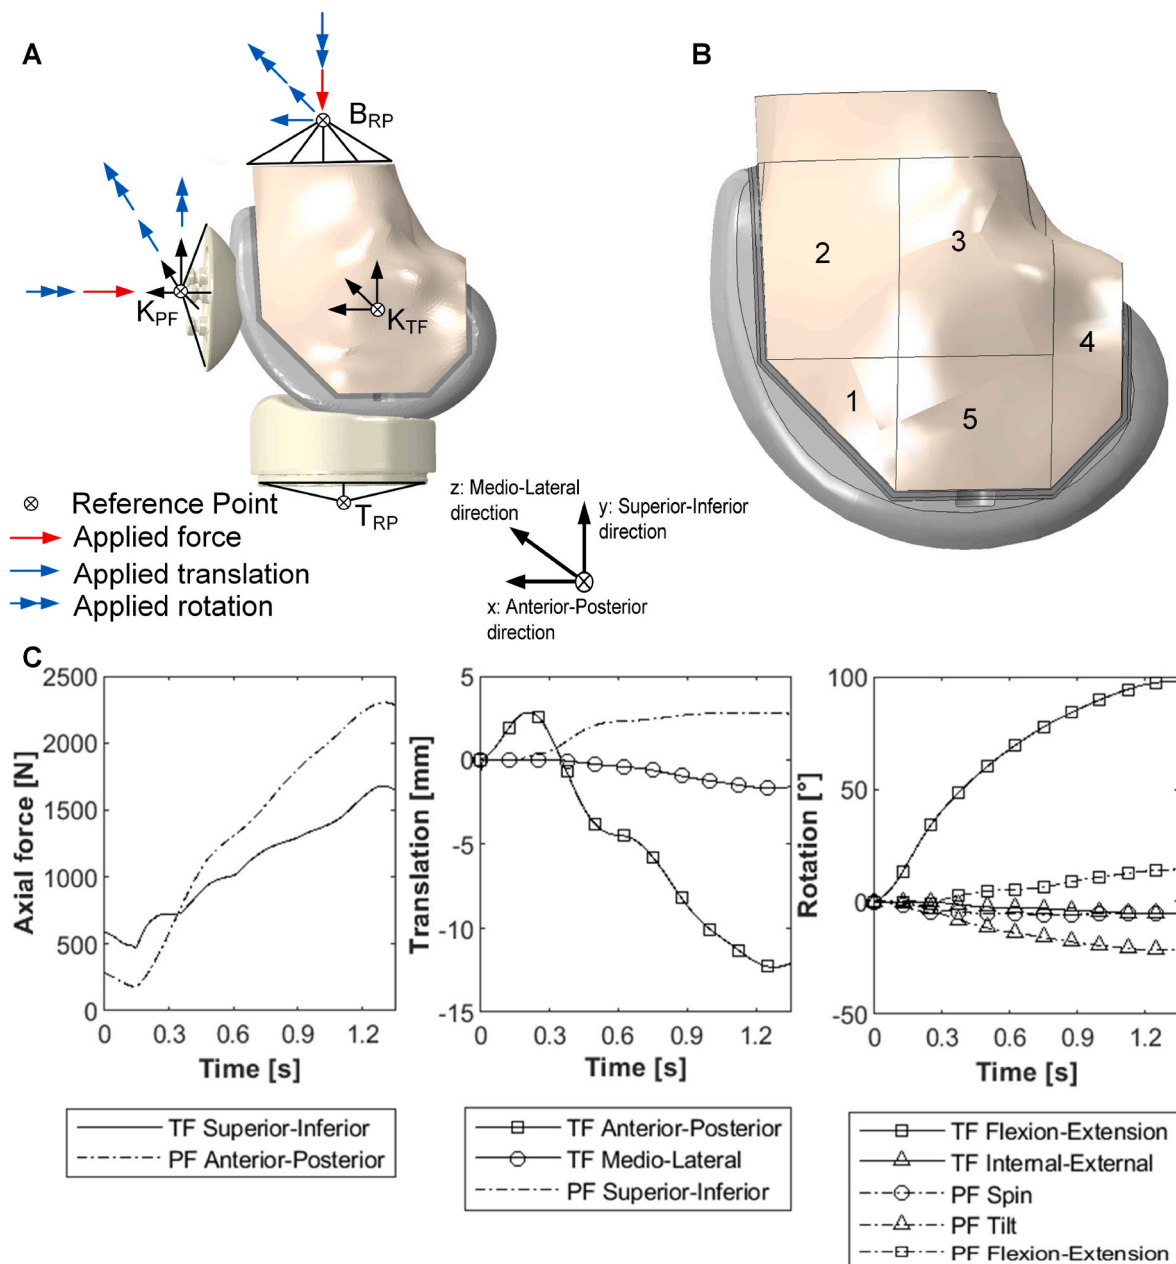 A
B
B_RP
K_PF
K_TF
T_RP
2
3
4
1
5
Reference Point
Applied force
Applied translation
Applied rotation
z: Medio-Lateral
direction
y: Superior-Inferior
direction
x: Anterior-Posterior
direction
C
2500
2000
1500
1000
500
0
Axial force [N]
0 0.3 0.6 0.9 1.2
Time [s]
TF Superior-Inferior
PF Anterior-Posterior
5
0
-5
-10
-15
Translation [mm]
0 0.3 0.6 0.9 1.2
Time [s]
TF Anterior-Posterior
TF Medio-Lateral
PF Superior-Inferior
100
50
0
-50
Rotation [°]
0 0.3 0.6 0.9 1.2
Time [s]
TF Flexion-Extension
TF Internal-External
PF Spin
PF Tilt
PF Flexion-Extension